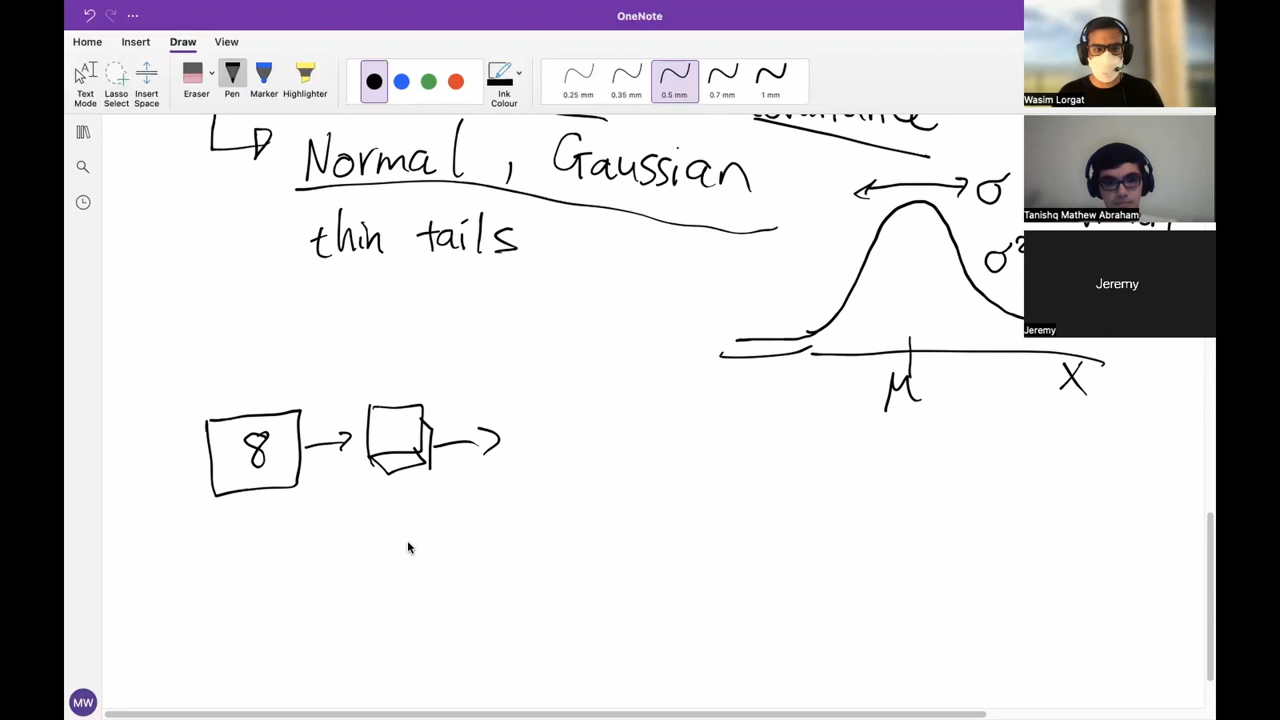 OneNote
Home Insert Draw View
Text Mode
Lasso Select
Insert Space
Eraser
Pen
Marker
Highlighter
Ink Colour
0.25 mm
0.35 mm
0.5 mm
0.7 mm
1 mm
Wasim Lorgat
Tanishq Mathew Abraham
Jeremy
Jeremy
Normal, Gaussian
thin tails
σ
σ²
μ
x
8
MW